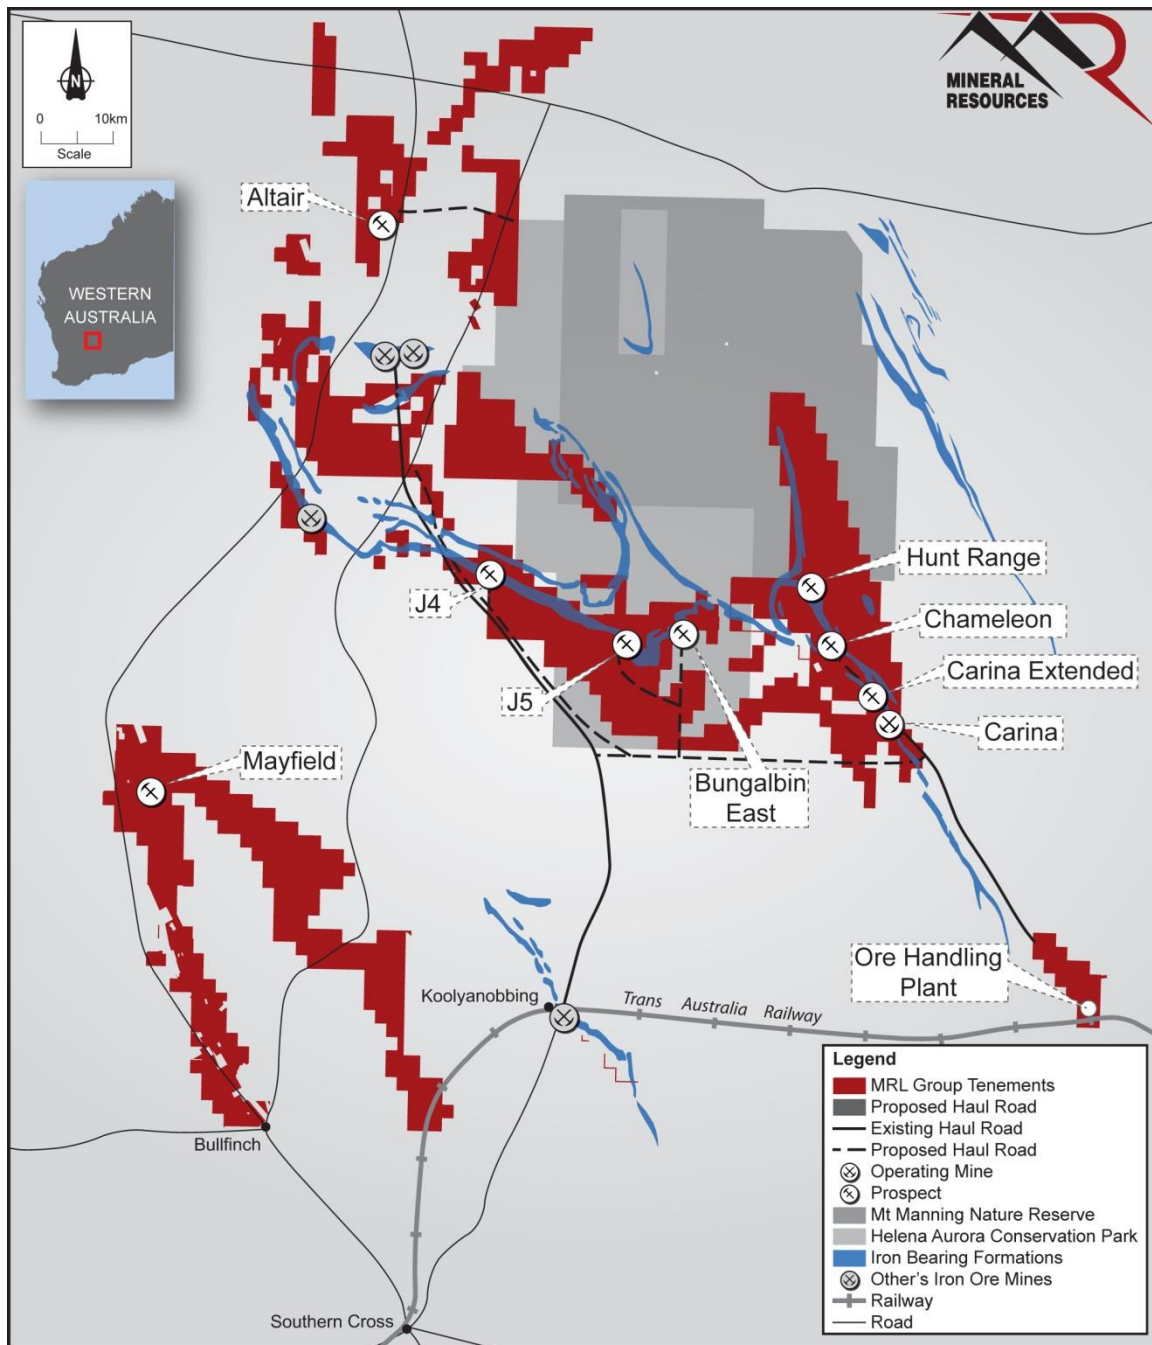 N
0 10km
Scale
MINERAL
RESOURCES
WESTERN
AUSTRALIA
Altair
Hunt Range
J4
Chameleon
Carina Extended
J5
Carina
Mayfield
Bungalbin
East
Ore Handling
Plant
Koolyanobbing
Trans Australia Railway
Bullfinch
Southern Cross
Legend
MRL Group Tenements
Proposed Haul Road
Existing Haul Road
Proposed Haul Road
Operating Mine
Prospect
Mt Manning Nature Reserve
Helena Aurora Conservation Park
Iron Bearing Formations
Other's Iron Ore Mines
Railway
Road